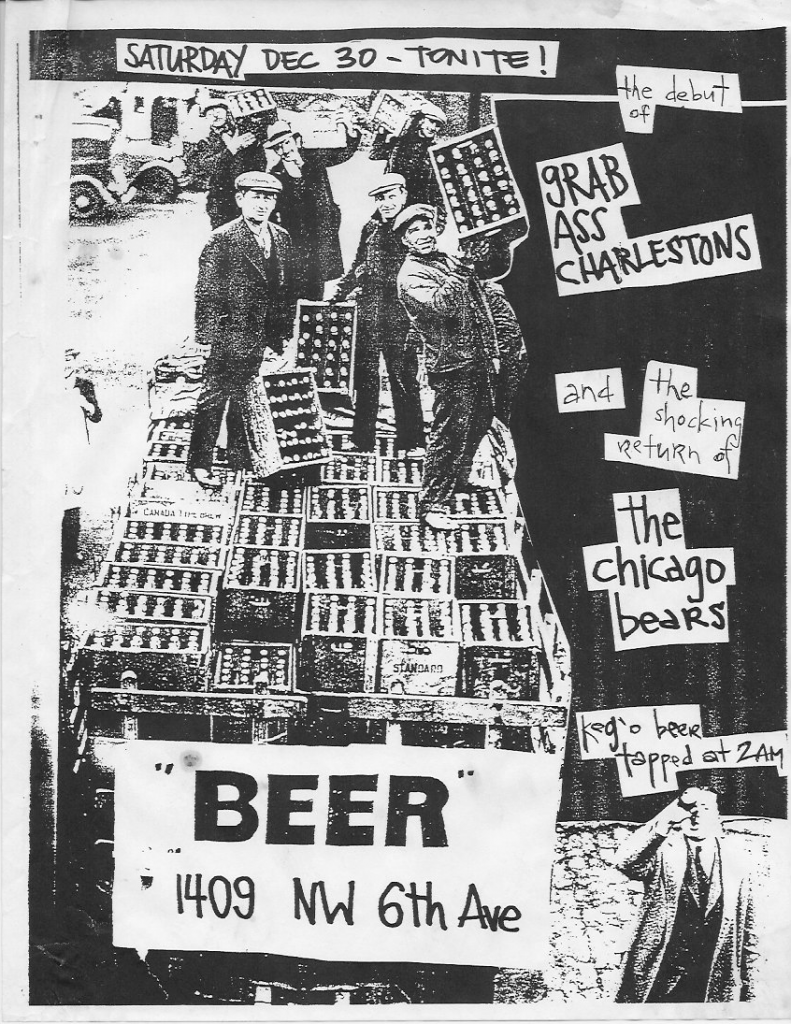 SATURDAY DEC 30 - TONITE!
the debut
of
GRAB
ASS
CHARLESTONS
and
the
shocking
return of
the
chicago
bears
keg'o beer
tapped at 2AM
STANDARD
"BEER"
1409 NW 6th Ave